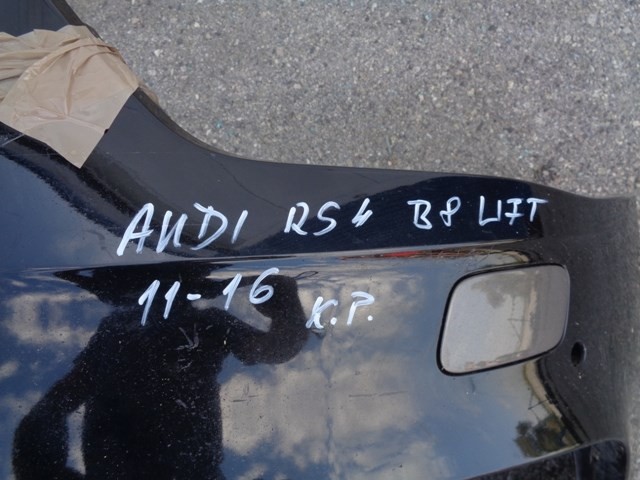 AUDI RS4 B8 LIFT
11-16 K.P.